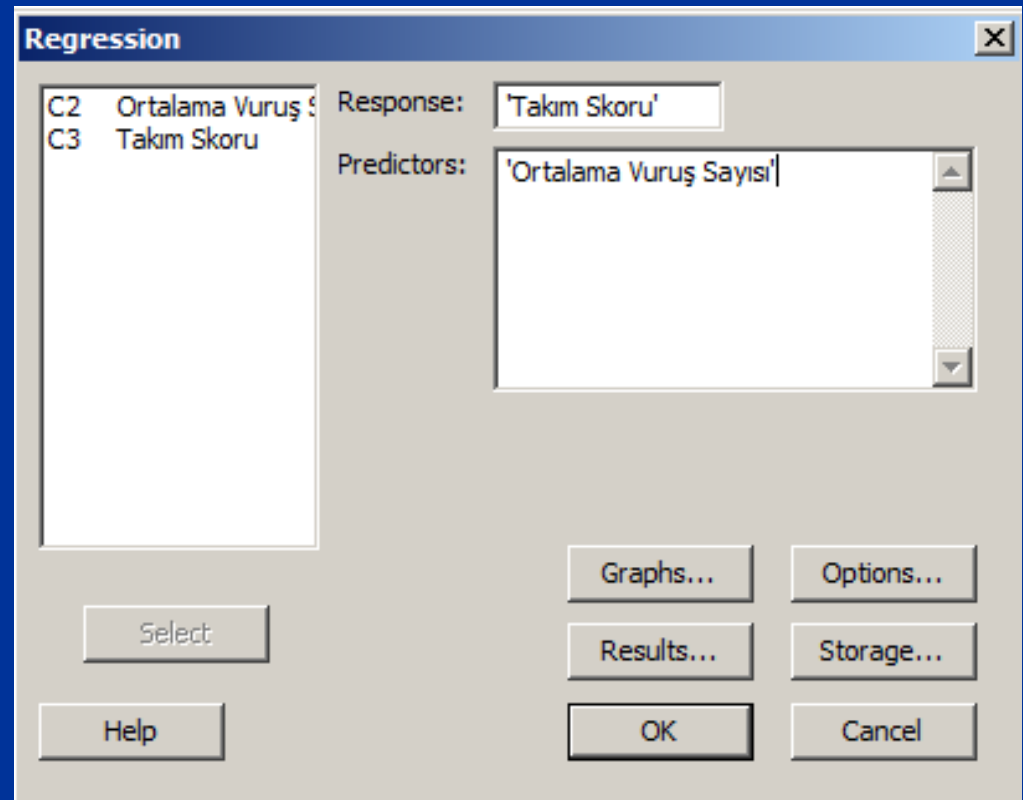 Regression
C2 Ortalama Vuruş S
C3 Takım Skoru
Response:
'Takım Skoru'
Predictors:
'Ortalama Vuruş Sayısı'
Graphs...
Options...
Select
Results...
Storage...
Help
OK
Cancel